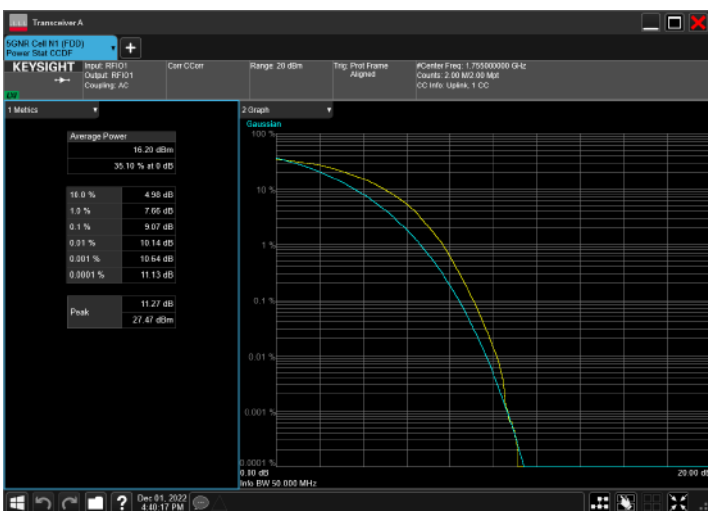 Transceiver A
5GNR Cell N1 (FDD)
Power Stat CCDF
KEYSIGHT
Input: RFIO1
Output: RFIO1
Coupling: AC
Corr CCorr
Range: 20 dBm
Trig: Prot Frame
Aligned
#Center Freq: 1.755000000 GHz
Counts: 2.00 M/2.00 Mpt
CC Info: Uplink, 1 CC
1 Metrics
Average Power
16.20 dBm
35.10 % at 0 dB
10.0 % 4.98 dB
1.0 % 7.66 dB
0.1 % 9.07 dB
0.01 % 10.14 dB
0.001 % 10.64 dB
0.0001 % 11.13 dB
Peak
11.27 dB
27.47 dBm
2 Graph
Gaussian
100 %
10 %
1 %
0.1 %
0.01 %
0.001 %
0.0001 %
0.00 dB
20.00 dB
Info BW 50.000 MHz
Dec 01, 2022
4:40:17 PM